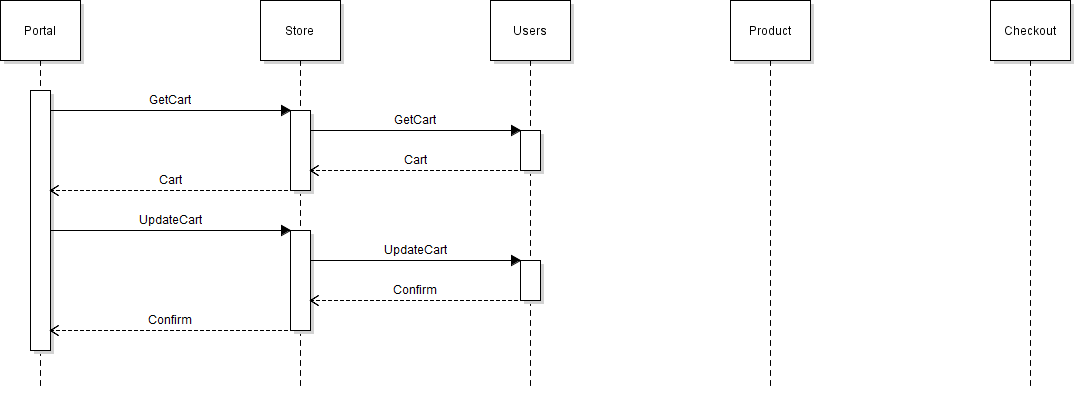 Portal
Store
Users
Product
Checkout
GetCart
GetCart
Cart
Cart
UpdateCart
UpdateCart
Confirm
Confirm